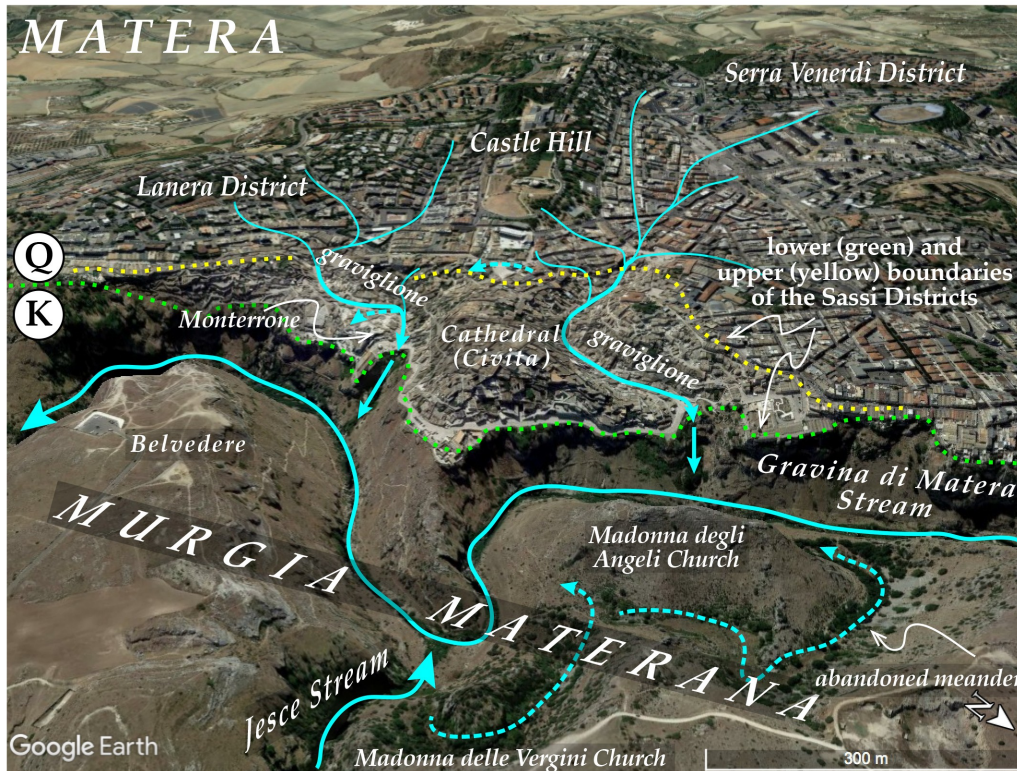 MATERA
Serra Venerdì District
Castle Hill
Lanera District
lower (green) and
upper (yellow) boundaries
of the Sassi Districts
Q
K
graviglione
Monterrone
Cathedral
(Civita)
graviglione
Belvedere
Gravina di Matera
Stream
MURGIA MATERANA
Madonna degli
Angeli Church
Jesce Stream
abandoned meander
N
Madonna delle Vergini Church
Google Earth
300 m